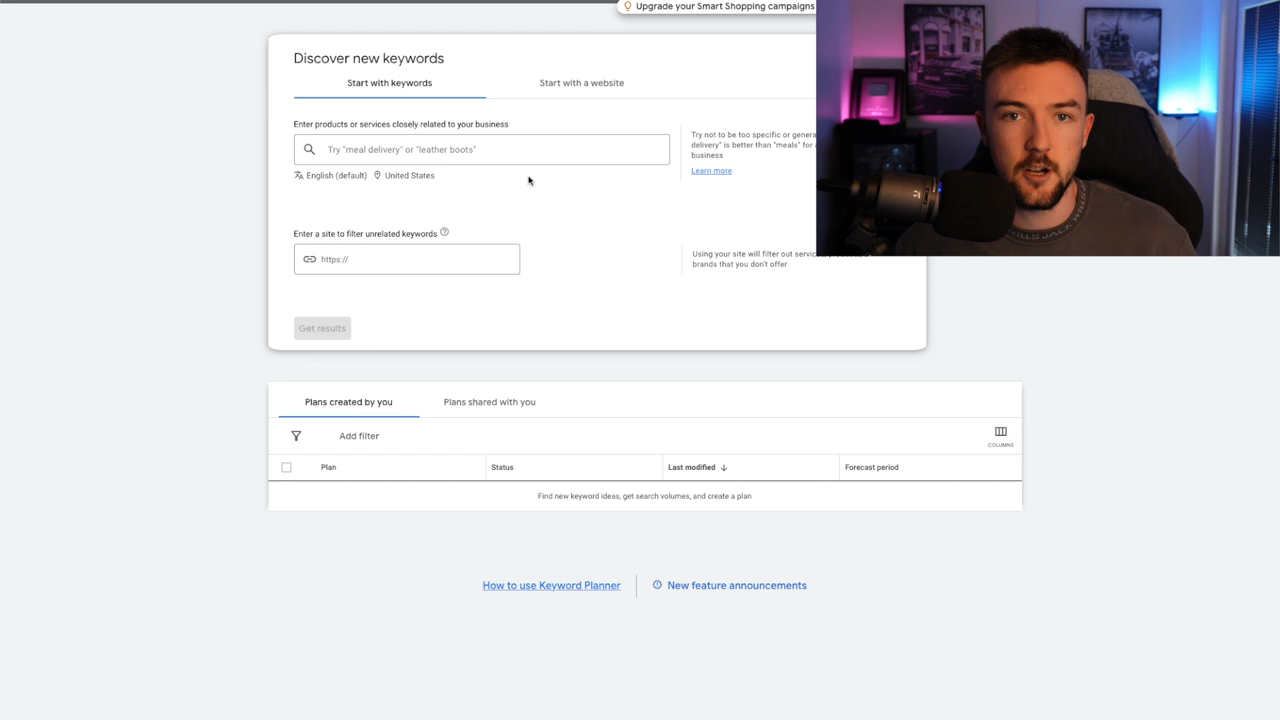 Upgrade your Smart Shopping campaigns
Discover new keywords
Start with keywords
Start with a website
Enter products or services closely related to your business
Try "meal delivery" or "leather boots"
English (default)
United States
Try not to be too specific or genera
delivery" is better than "meals" for a
business
Learn more
Enter a site to filter unrelated keywords
https://
Using your site will filter out
brands that you don't offer
Get results
Plans created by you
Plans shared with you
Add filter
COLUMNS
Plan
Status
Last modified
Forecast period
Find new keyword ideas, get search volumes, and create a plan
How to use Keyword Planner
New feature announcements